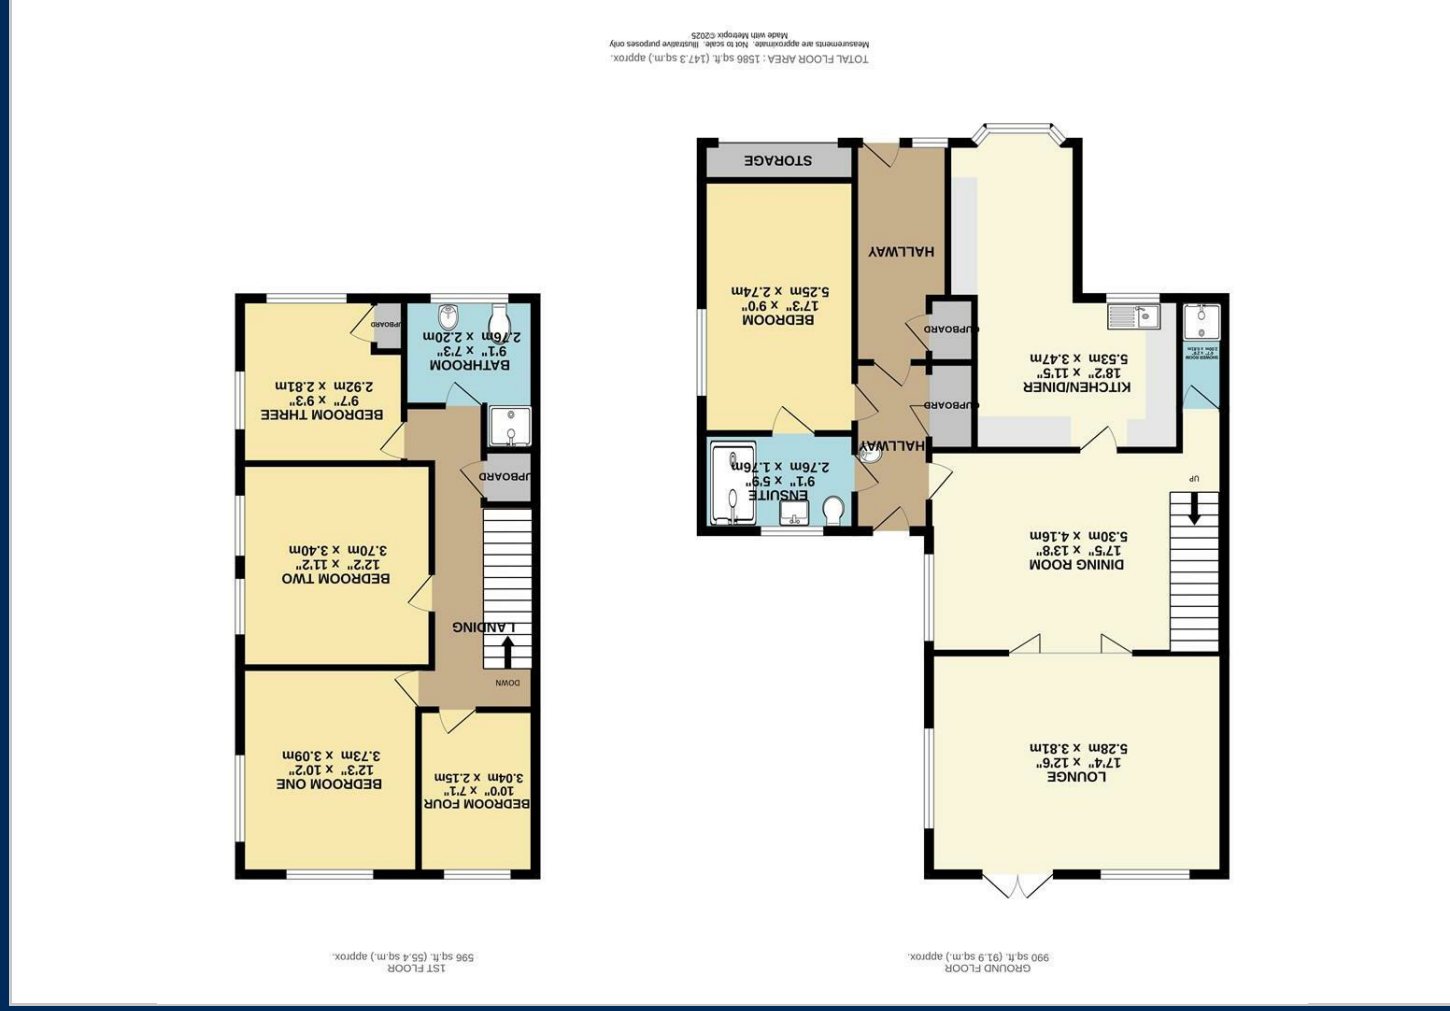 GROUND FLOOR
990 sq.ft. (91.9 sq.m.) approx.
1ST FLOOR
596 sq.ft. (55.4 sq.m.) approx.
LOUNGE
17'4" x 12'6"
5.28m x 3.81m
DINING ROOM
17'5" x 13'8
5.30m x 4.16m
UP
KITCHEN/DINER
18'2" x 11'5"
5.53m x 3.47m
SHOWER ROOM
HALLWAY
CUPBOARD
CUPBOARD
HALLWAY
ENSUITE
9'1" x 5'9"
2.76m x 1.76m
BEDROOM
17'3" x 9'0"
5.25m x 2.74m
STORAGE
BEDROOM FOUR
10'0" x 7'1"
3.04m x 2.15m
BEDROOM ONE
12'3" x 10'2"
3.73m x 3.09m
DOWN
LANDING
BEDROOM TWO
12'2" x 11'2"
3.70m x 3.40m
UPBOARD
BEDROOM THREE
9'7" x 9'3"
2.92m x 2.81m
BATHROOM
9'1" x 7'3"
2.76m x 2.20m
UPBOARD
TOTAL FLOOR AREA : 1586 sq.ft. (147.3 sq.m.) approx.
Measurements are approximate. Not to scale. Illustrative purposes only
Made with Metropix ©2025